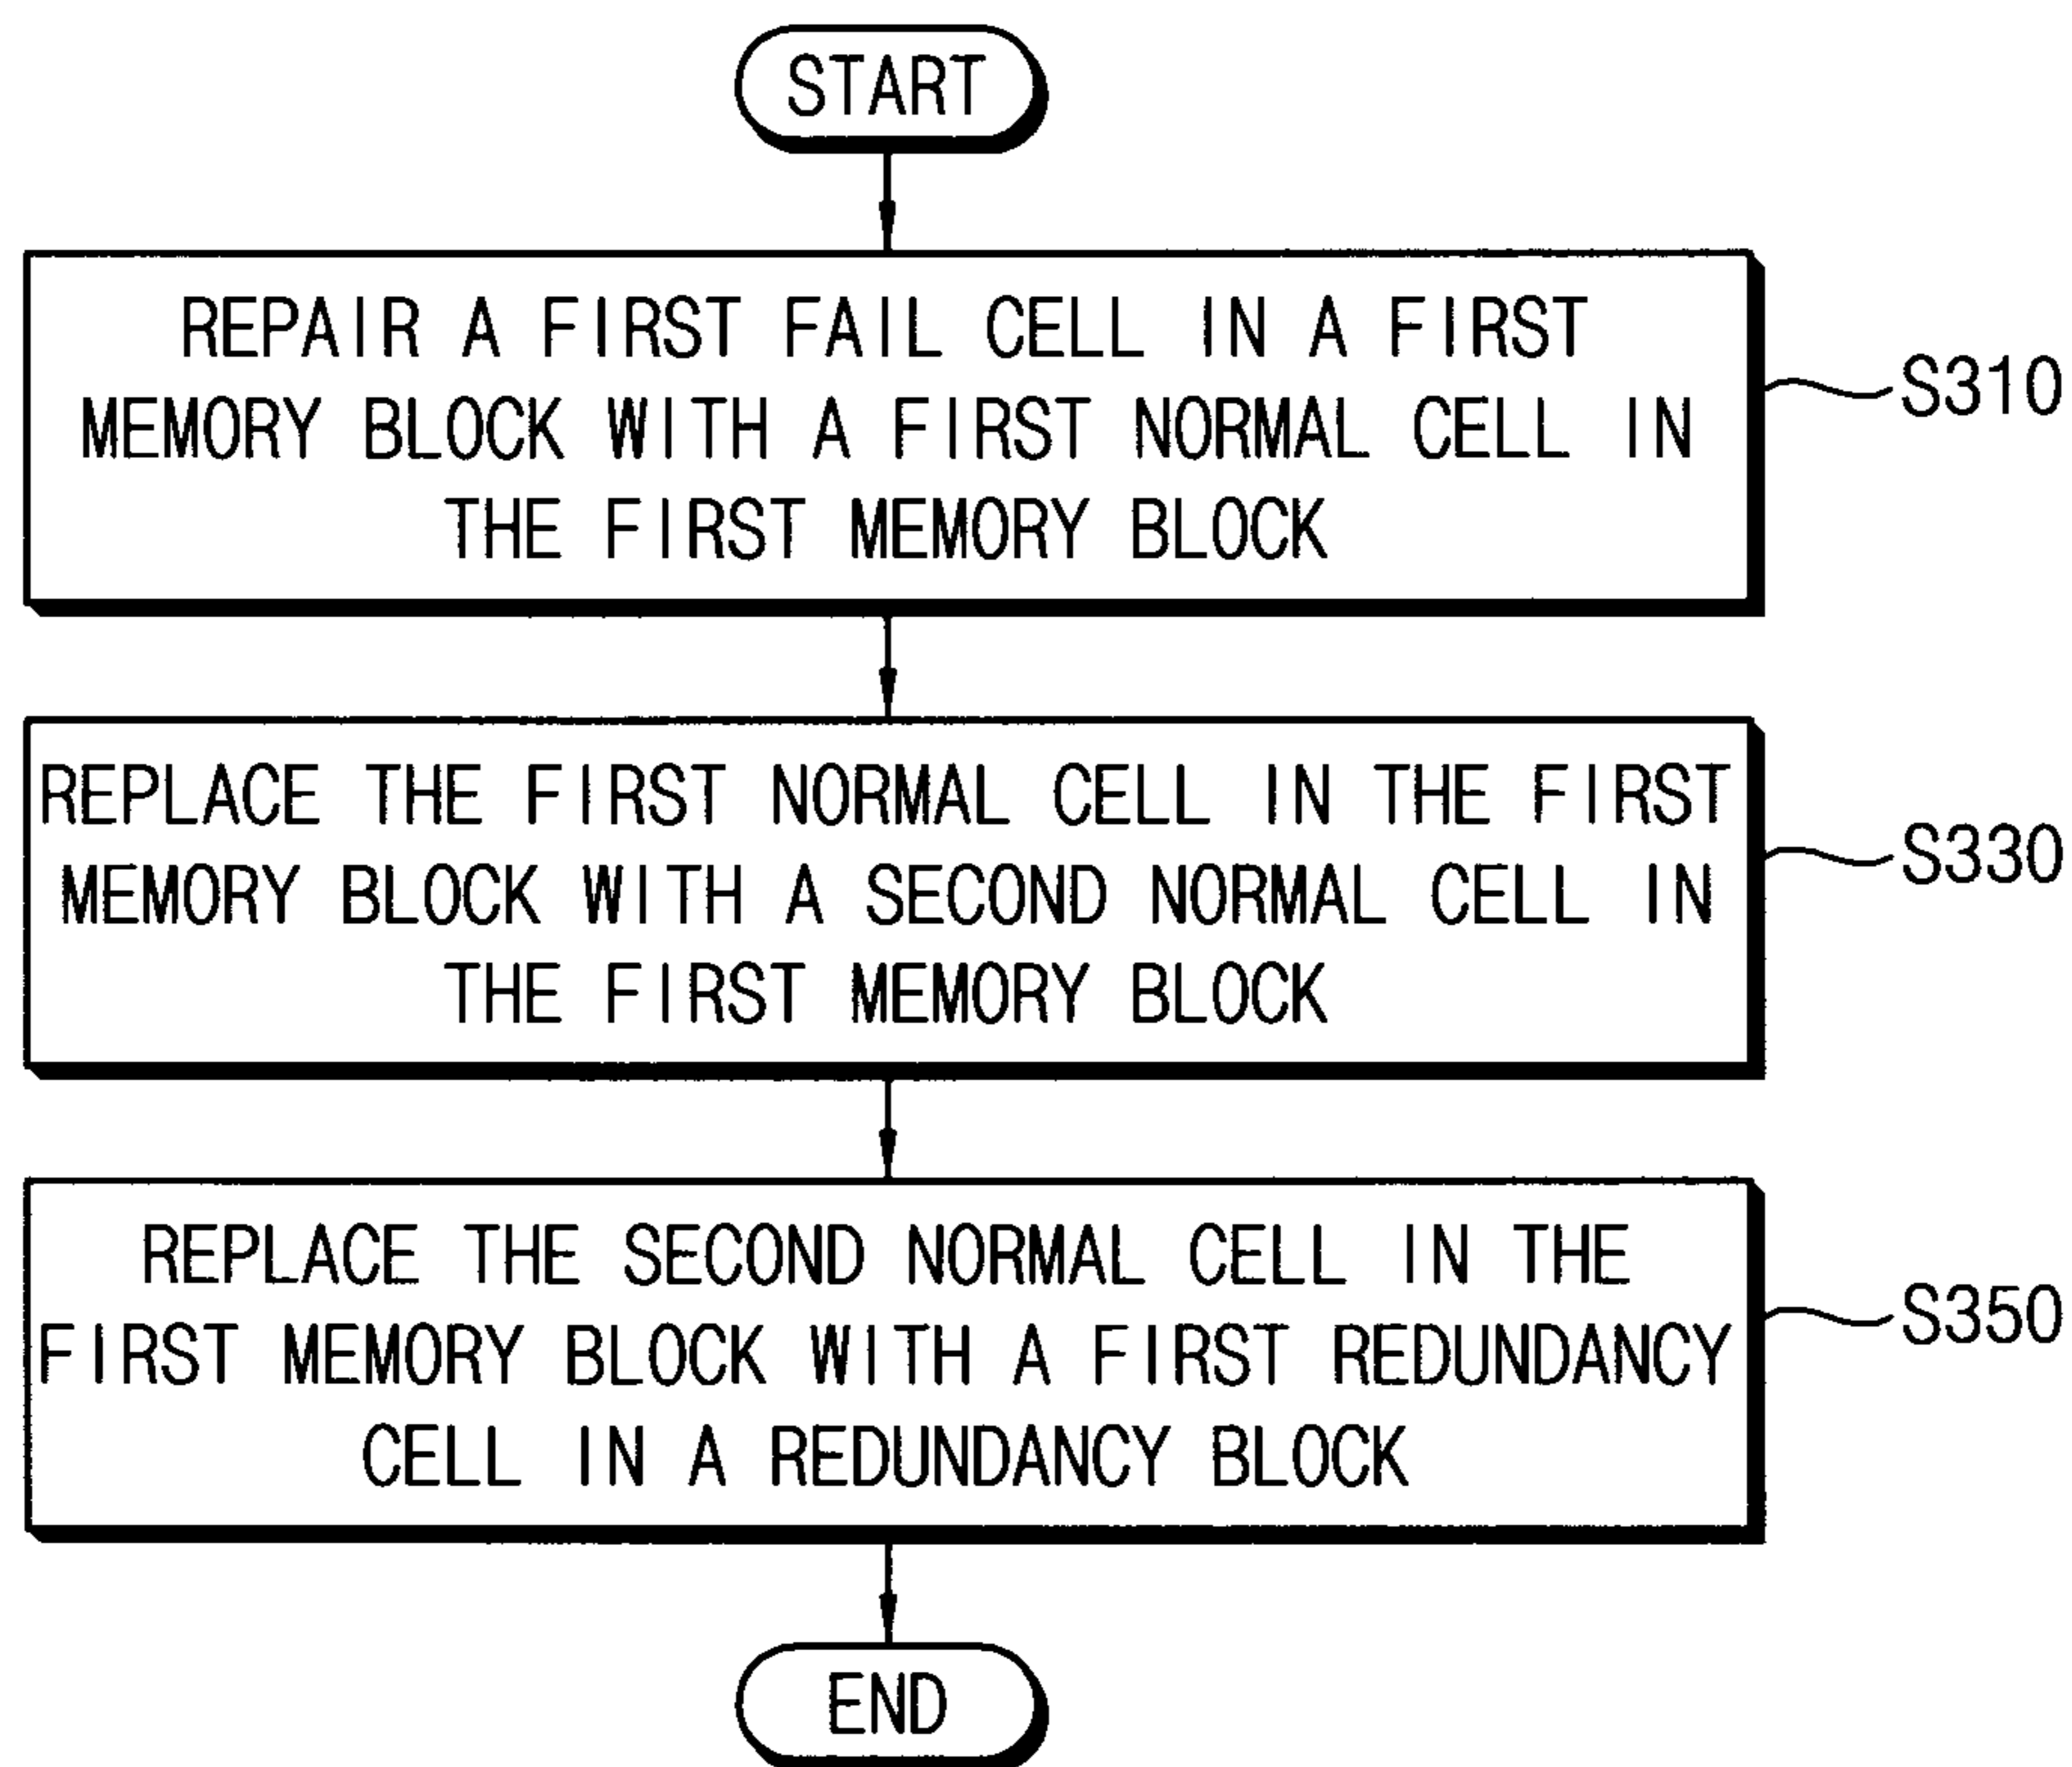 START
REPAIR A FIRST FAIL CELL IN A FIRST
MEMORY BLOCK WITH A FIRST NORMAL CELL IN
THE FIRST MEMORY BLOCK
S310
REPLACE THE FIRST NORMAL CELL IN THE FIRST
MEMORY BLOCK WITH A SECOND NORMAL CELL IN
THE FIRST MEMORY BLOCK
S330
REPLACE THE SECOND NORMAL CELL IN THE
FIRST MEMORY BLOCK WITH A FIRST REDUNDANCY
CELL IN A REDUNDANCY BLOCK
S350
END